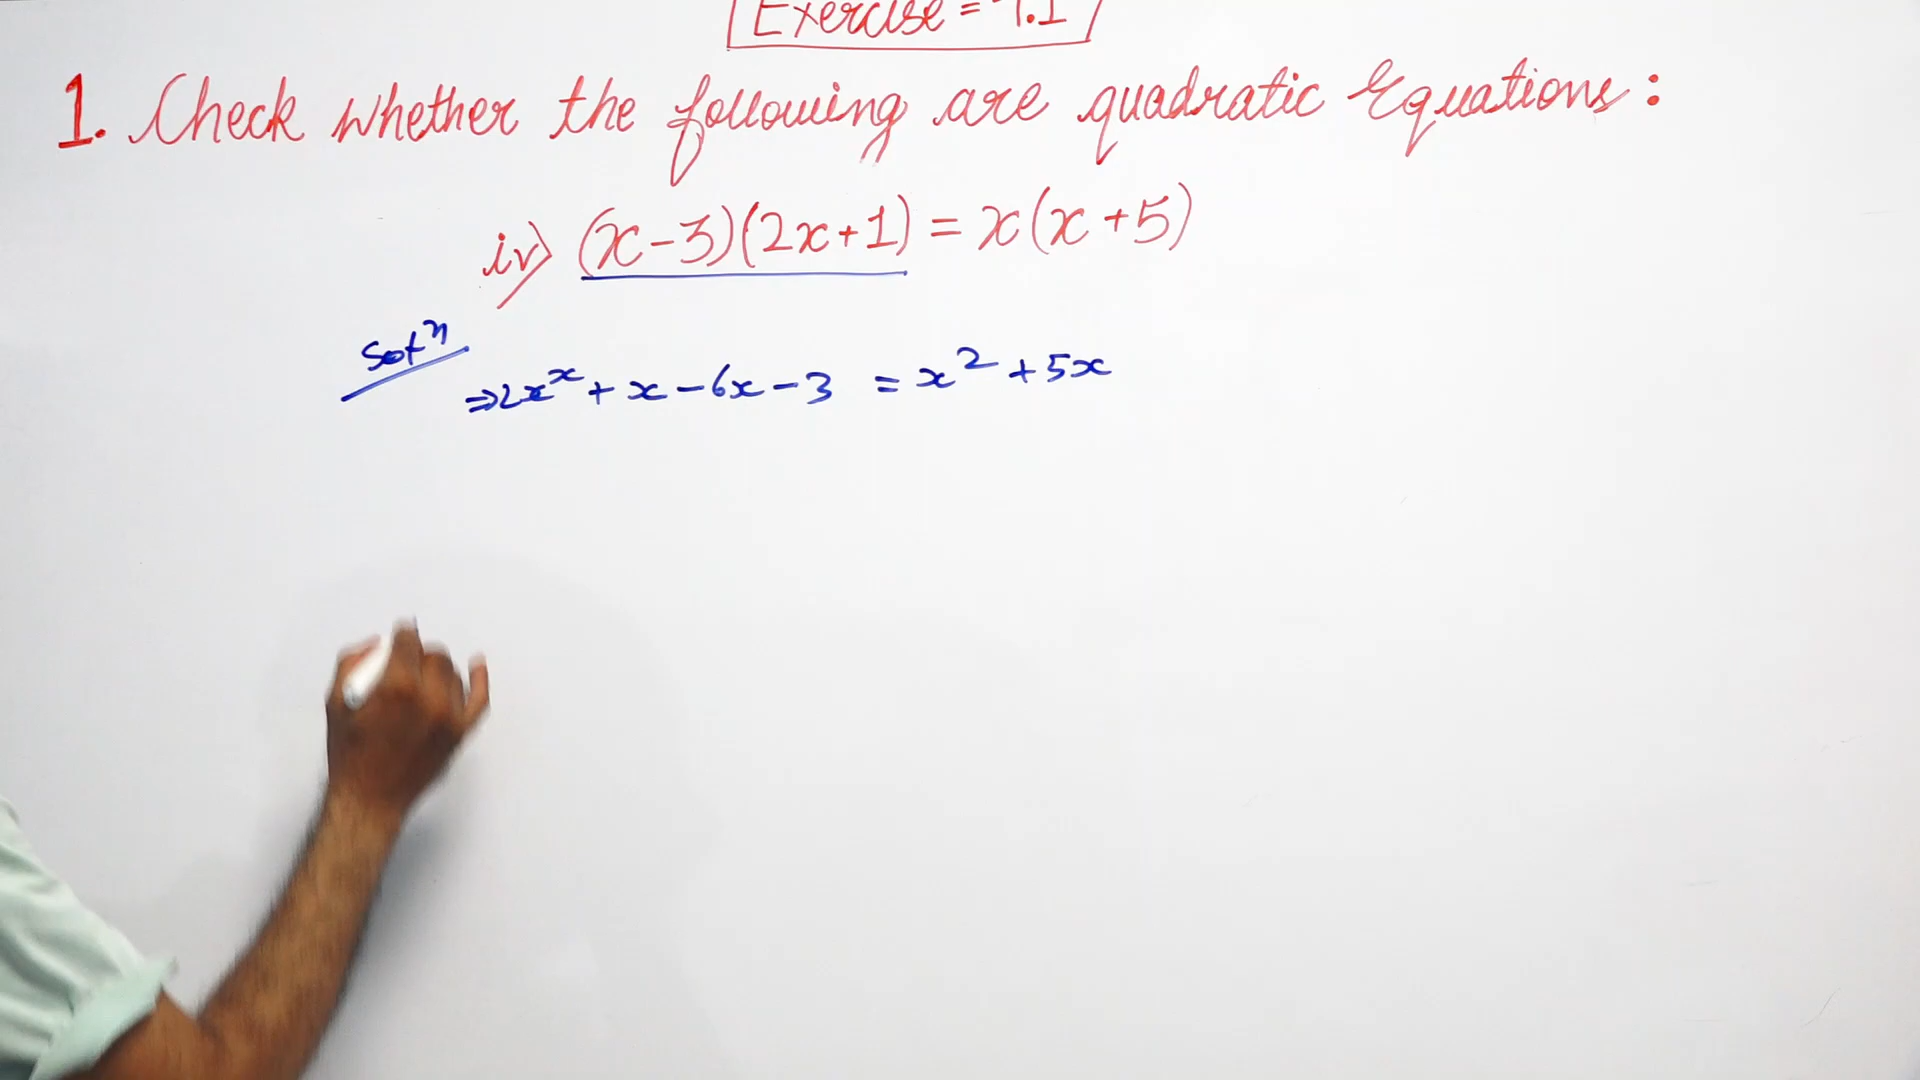 Exercise = 4.1
1. Check whether the following are quadratic Equations:
iv) (x-3)(2x+1) = x(x+5)
Solⁿ
⇒ 2xˣ + x - 6x - 3 = x² + 5x